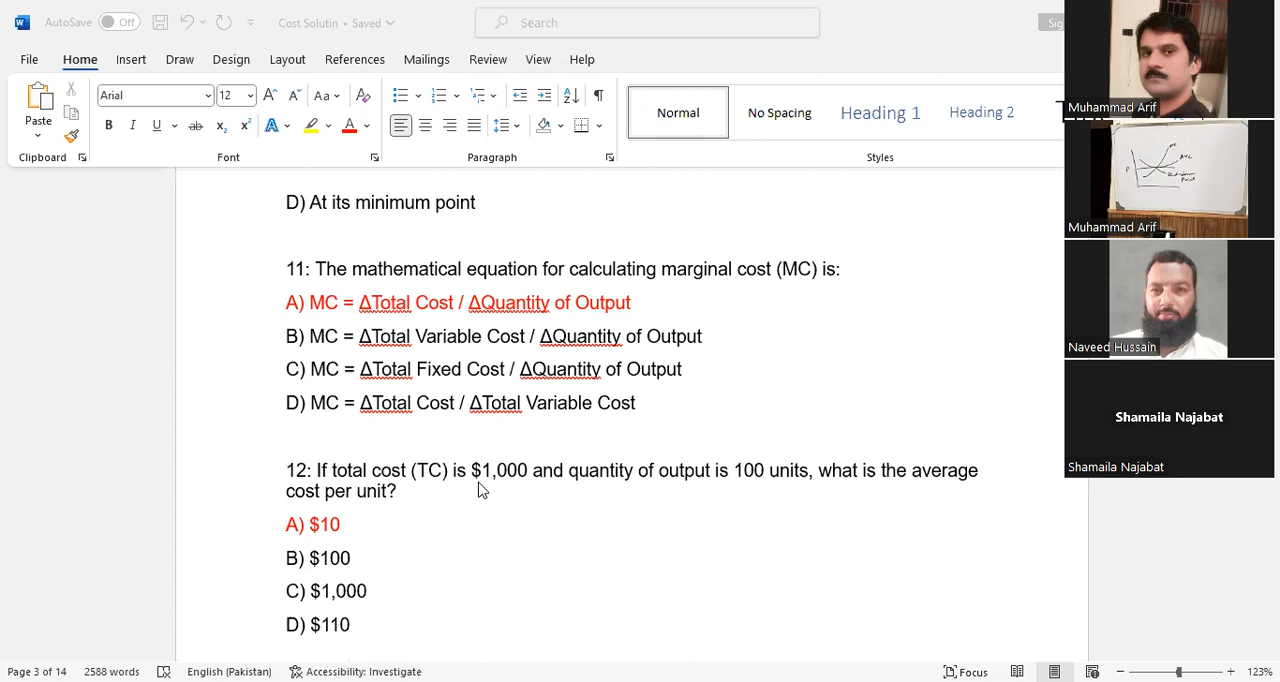 AutoSave Off Cost Solutin • Saved Search Sig
File Home Insert Draw Design Layout References Mailings Review View Help
Paste Arial 12 Aa Normal No Spacing Heading 1 Heading 2
Clipboard Font Paragraph Styles
D) At its minimum point
11: The mathematical equation for calculating marginal cost (MC) is:
A) MC = ΔTotal Cost / ΔQuantity of Output
B) MC = ΔTotal Variable Cost / ΔQuantity of Output
C) MC = ΔTotal Fixed Cost / ΔQuantity of Output
D) MC = ΔTotal Cost / ΔTotal Variable Cost
12: If total cost (TC) is $1,000 and quantity of output is 100 units, what is the average
cost per unit?
A) $10
B) $100
C) $1,000
D) $110
Page 3 of 14 2588 words English (Pakistan) Accessibility: Investigate Focus 123%
Muhammad Arif
P
Muhammad Arif
Naveed Hussain
Shamaila Najabat
Shamaila Najabat